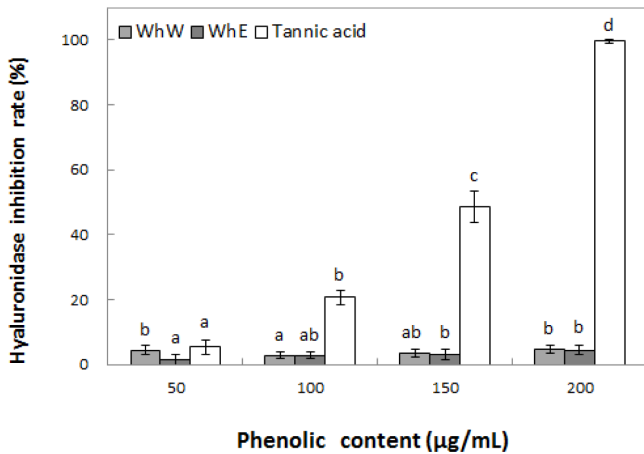 WhW WhE Tannic acid
Hyaluronidase inhibition rate (%)
100
80
60
40
20
0
b a a
a ab b
ab b c
b b d
50 100 150 200
Phenolic content (µg/mL)